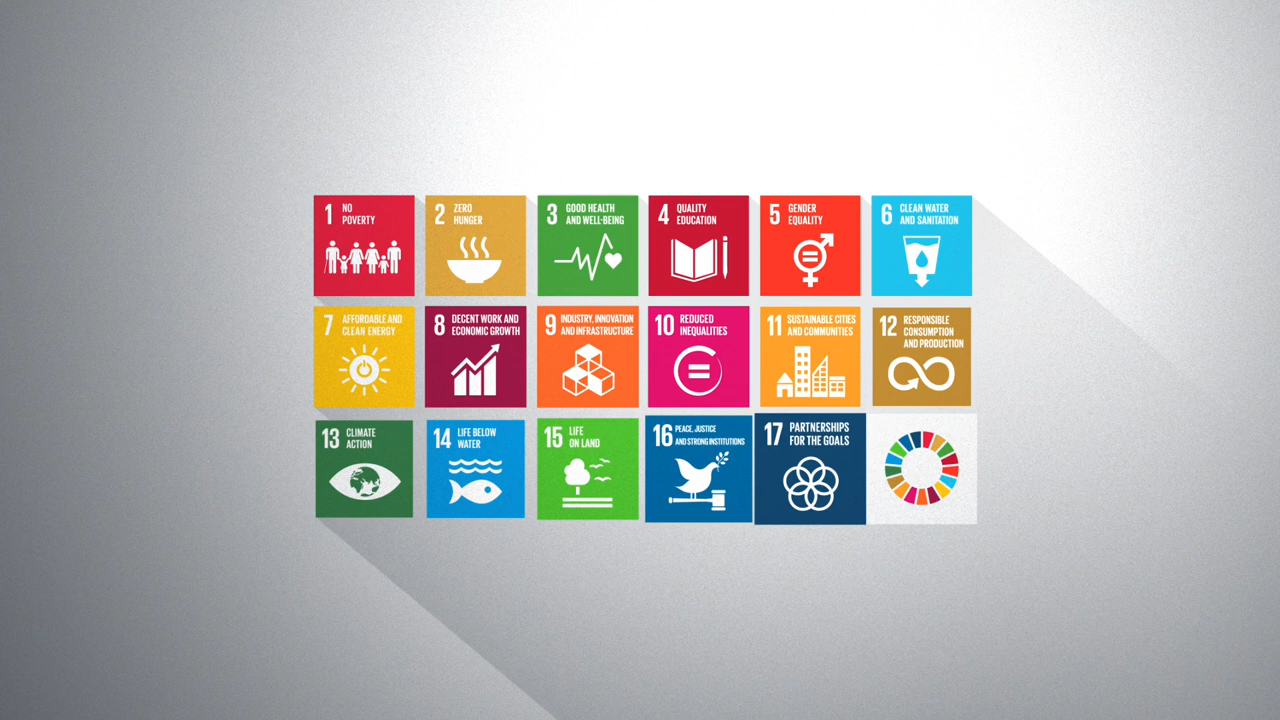 1 NO
POVERTY
2 ZERO
HUNGER
3 GOOD HEALTH
AND WELL-BEING
4 QUALITY
EDUCATION
5 GENDER
EQUALITY
6 CLEAN WATER
AND SANITATION
7 AFFORDABLE AND
CLEAN ENERGY
8 DECENT WORK AND
ECONOMIC GROWTH
9 INDUSTRY, INNOVATION
AND INFRASTRUCTURE
10 REDUCED
INEQUALITIES
11 SUSTAINABLE CITIES
AND COMMUNITIES
12 RESPONSIBLE
CONSUMPTION
AND PRODUCTION
13 CLIMATE
ACTION
14 LIFE BELOW
WATER
15 LIFE
ON LAND
16 PEACE, JUSTICE
AND STRONG INSTITUTIONS
17 PARTNERSHIPS
FOR THE GOALS